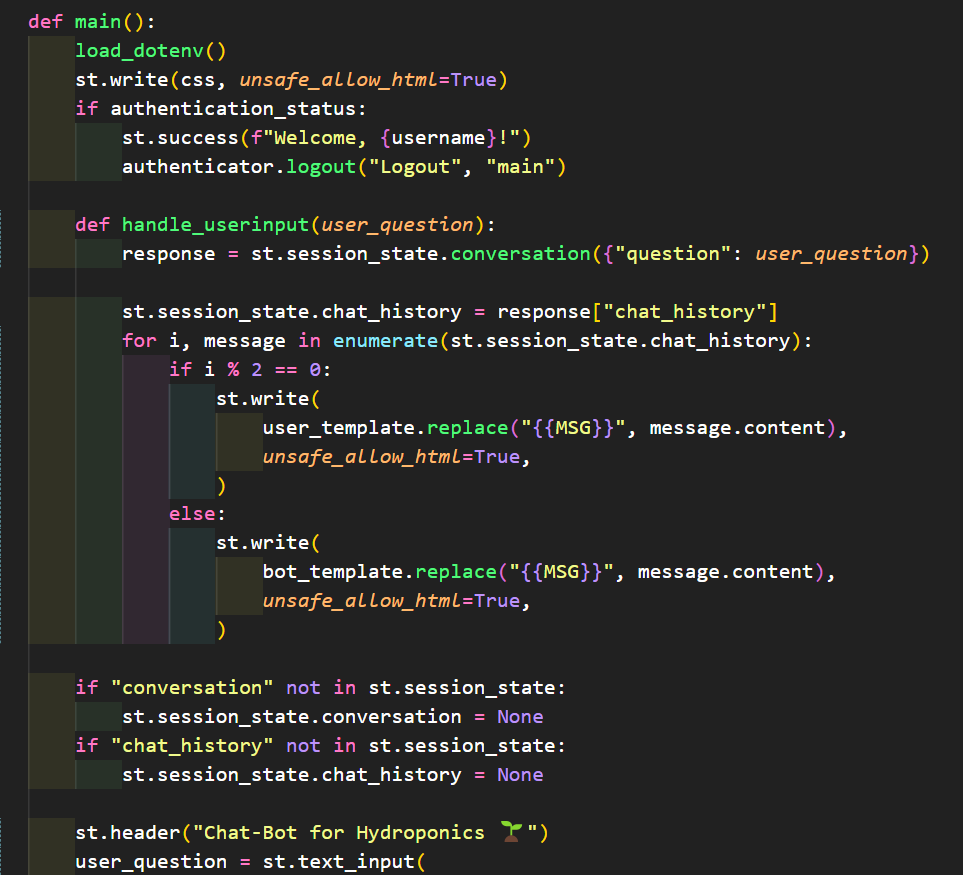 def main():
    load_dotenv()
    st.write(css, unsafe_allow_html=True)
    if authentication_status:
        st.success(f"Welcome, {username}!")
        authenticator.logout("Logout", "main")

    def handle_userinput(user_question):
        response = st.session_state.conversation({"question": user_question})

        st.session_state.chat_history = response["chat_history"]
        for i, message in enumerate(st.session_state.chat_history):
            if i % 2 == 0:
                st.write(
                    user_template.replace("{{MSG}}", message.content),
                    unsafe_allow_html=True,
                )
            else:
                st.write(
                    bot_template.replace("{{MSG}}", message.content),
                    unsafe_allow_html=True,
                )

    if "conversation" not in st.session_state:
        st.session_state.conversation = None
    if "chat_history" not in st.session_state:
        st.session_state.chat_history = None

    st.header("Chat-Bot for Hydroponics 🌱")
    user_question = st.text_input(